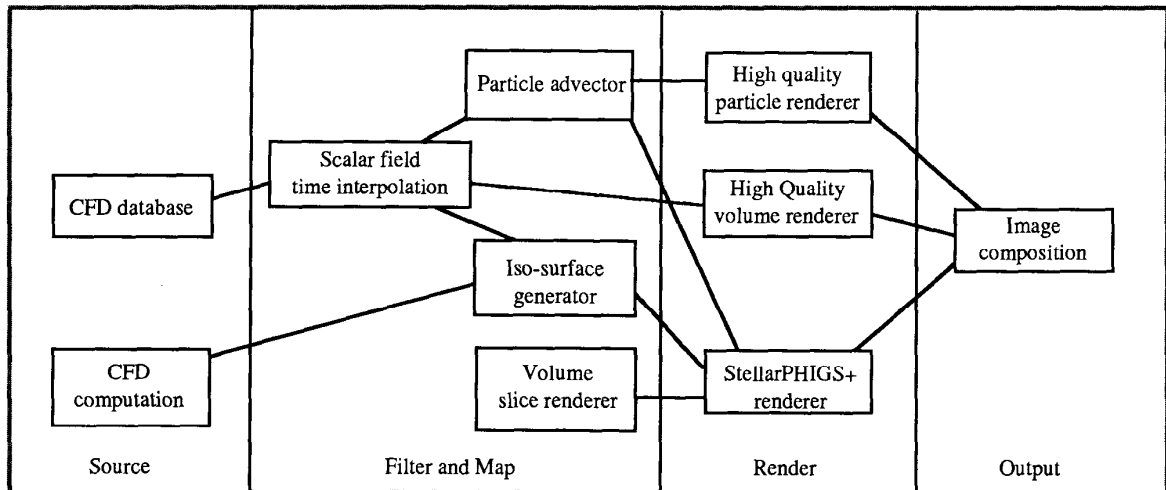 Particle advector
High quality
particle renderer
Scalar field
time interpolation
High Quality
volume renderer
CFD database
Image
composition
Iso-surface
generator
CFD
computation
Volume
slice renderer
StellarPHIGS+
renderer
Source
Filter and Map
Render
Output